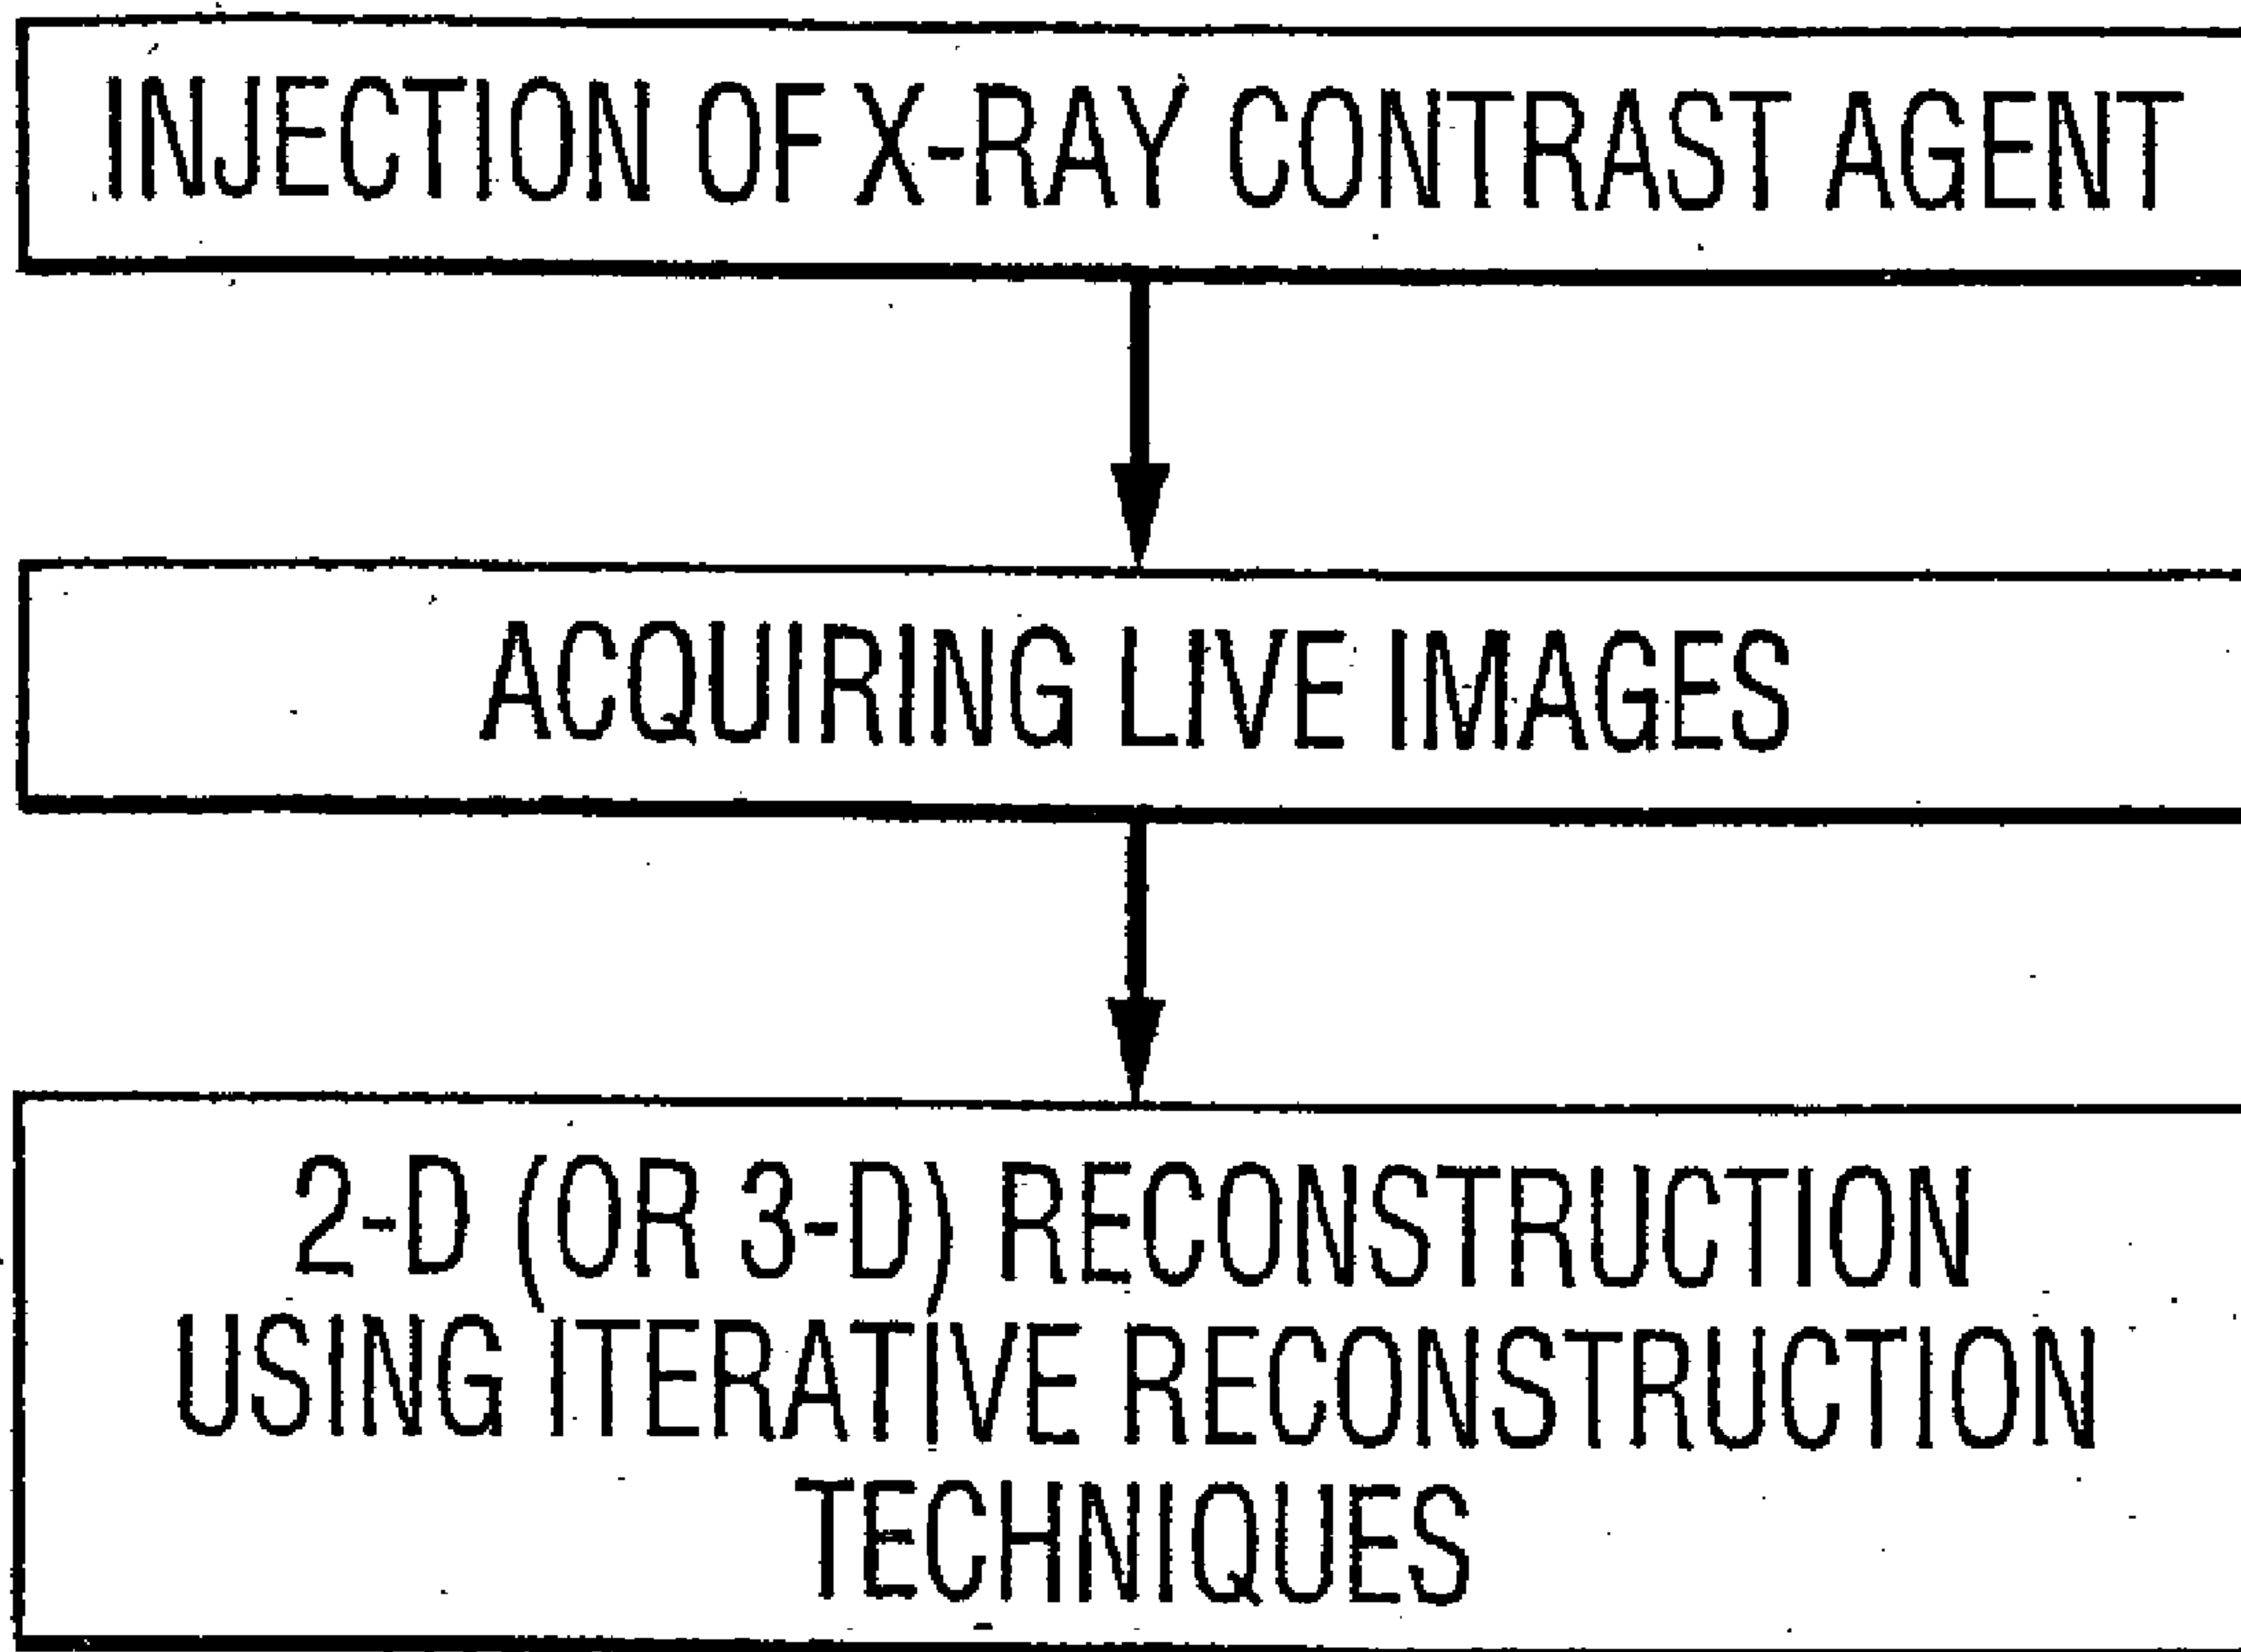 INJECTION OF X-RAY CONTRAST AGENT
ACQUIRING LIVE IMAGES
2-D (OR 3-D) RECONSTRUCTION
USING ITERATIVE RECONSTRUCTION
TECHNIQUES